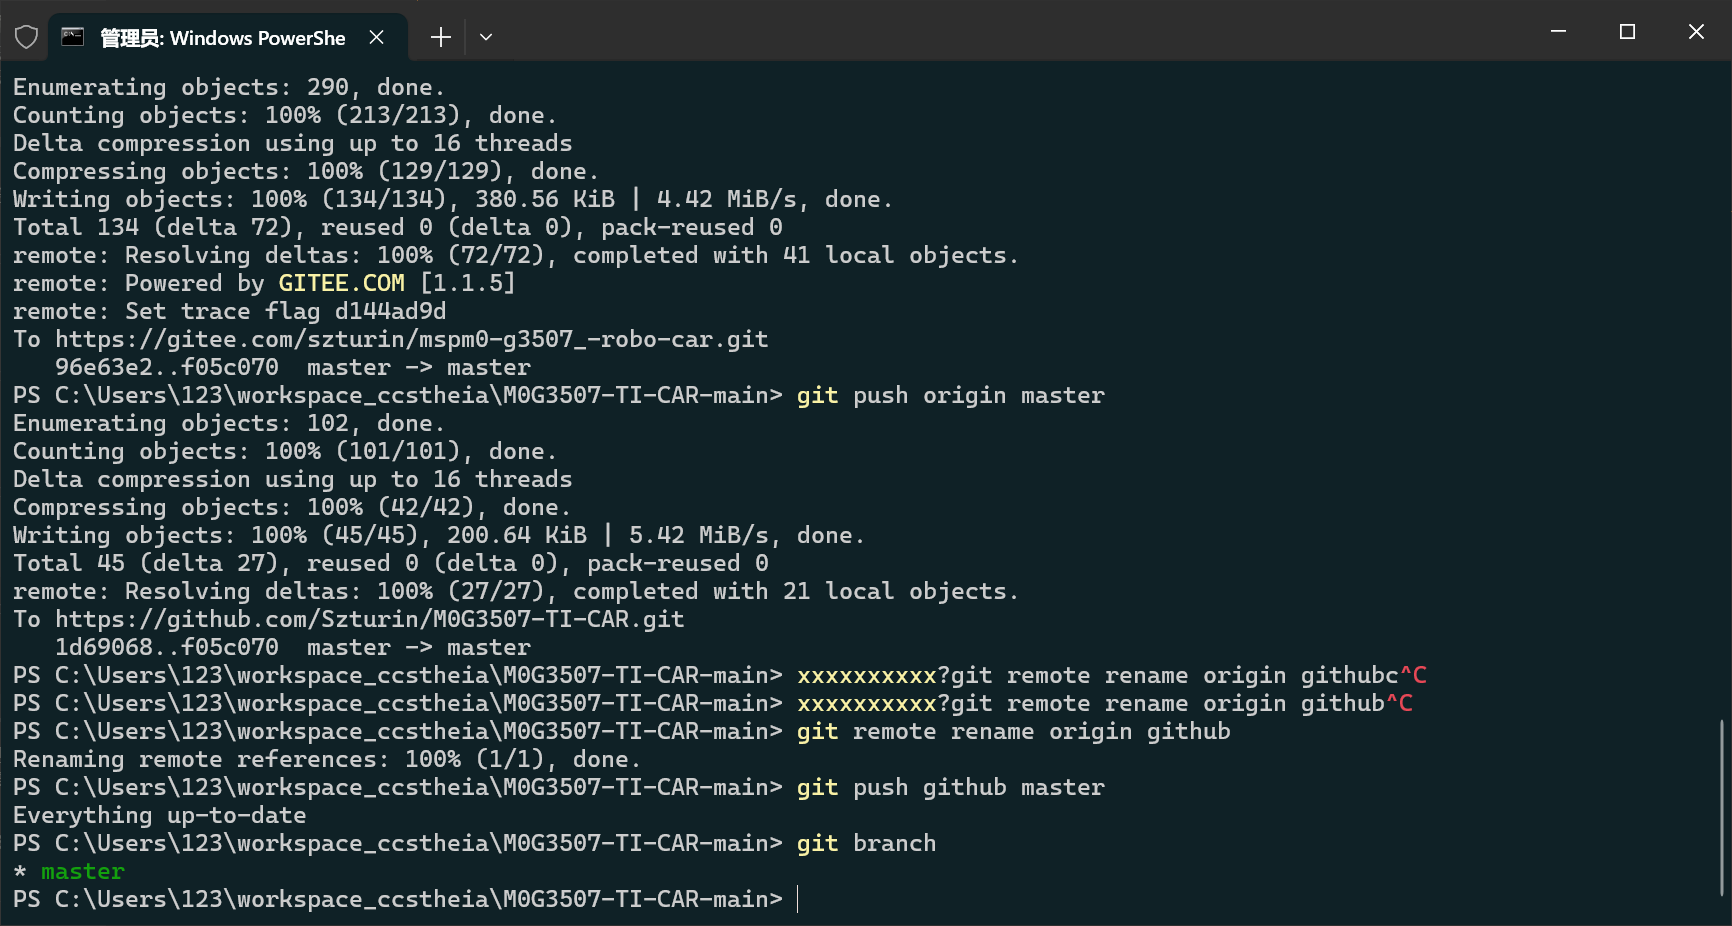 管理员: Windows PowerShe
Enumerating objects: 290, done.
Counting objects: 100% (213/213), done.
Delta compression using up to 16 threads
Compressing objects: 100% (129/129), done.
Writing objects: 100% (134/134), 380.56 KiB | 4.42 MiB/s, done.
Total 134 (delta 72), reused 0 (delta 0), pack-reused 0
remote: Resolving deltas: 100% (72/72), completed with 41 local objects.
remote: Powered by GITEE.COM [1.1.5]
remote: Set trace flag d144ad9d
To https://gitee.com/szturin/mspm0-g3507_-robo-car.git
   96e63e2..f05c070  master -> master
PS C:\Users\123\workspace_ccstheia\M0G3507-TI-CAR-main> git push origin master
Enumerating objects: 102, done.
Counting objects: 100% (101/101), done.
Delta compression using up to 16 threads
Compressing objects: 100% (42/42), done.
Writing objects: 100% (45/45), 200.64 KiB | 5.42 MiB/s, done.
Total 45 (delta 27), reused 0 (delta 0), pack-reused 0
remote: Resolving deltas: 100% (27/27), completed with 21 local objects.
To https://github.com/Szturin/M0G3507-TI-CAR.git
   1d69068..f05c070  master -> master
PS C:\Users\123\workspace_ccstheia\M0G3507-TI-CAR-main> xxxxxxxxxx?git remote rename origin githubc^C
PS C:\Users\123\workspace_ccstheia\M0G3507-TI-CAR-main> xxxxxxxxxx?git remote rename origin github^C
PS C:\Users\123\workspace_ccstheia\M0G3507-TI-CAR-main> git remote rename origin github
Renaming remote references: 100% (1/1), done.
PS C:\Users\123\workspace_ccstheia\M0G3507-TI-CAR-main> git push github master
Everything up-to-date
PS C:\Users\123\workspace_ccstheia\M0G3507-TI-CAR-main> git branch
* master
PS C:\Users\123\workspace_ccstheia\M0G3507-TI-CAR-main>